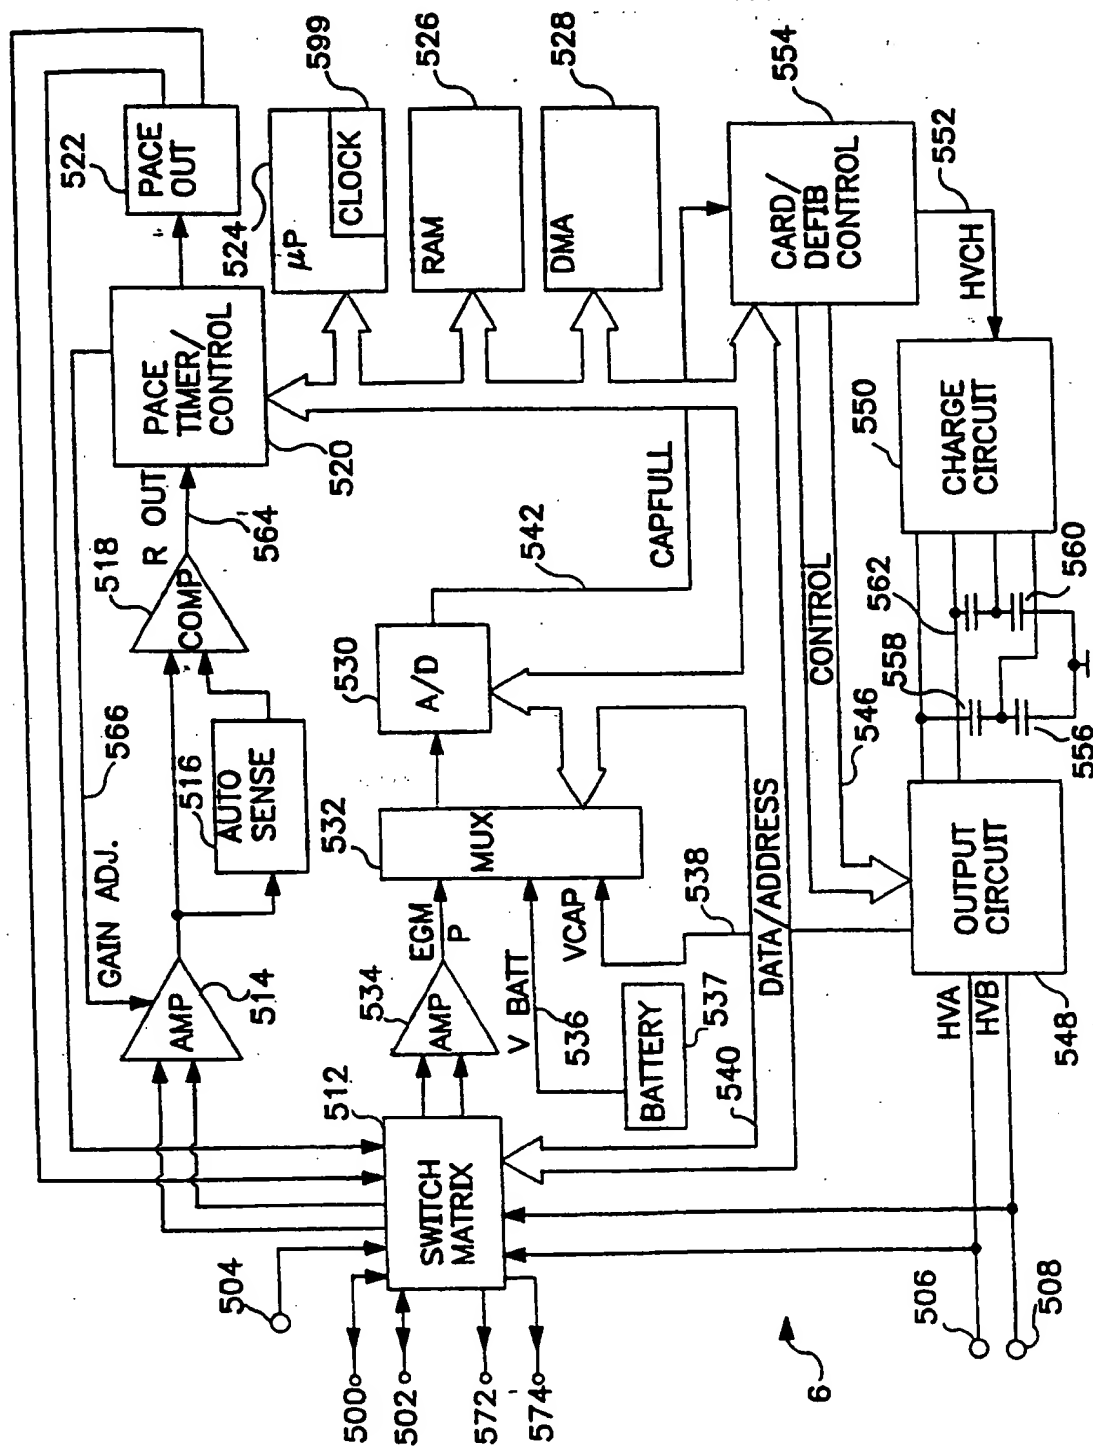 522
PACE
OUT
524
µP
CLOCK
599
RAM
526
DMA
528
PACE
TIMER/
CONTROL
520
R OUT
564
518
COMP
566
GAIN ADJ.
516
AUTO
SENSE
AMP
514
530
A/D
542
CAPFULL
532
MUX
EGM
P
534
AMP
V BATT
536
VCAP
538
BATTERY
537
540
DATA/ADDRESS
512
SWITCH
MATRIX
504
500
502
572
574
CARD/
DEFIB
CONTROL
554
552
HVCH
550
CHARGE
CIRCUIT
CONTROL
546
562
560
558
556
OUTPUT
CIRCUIT
548
HVA
HVB
506
508
6